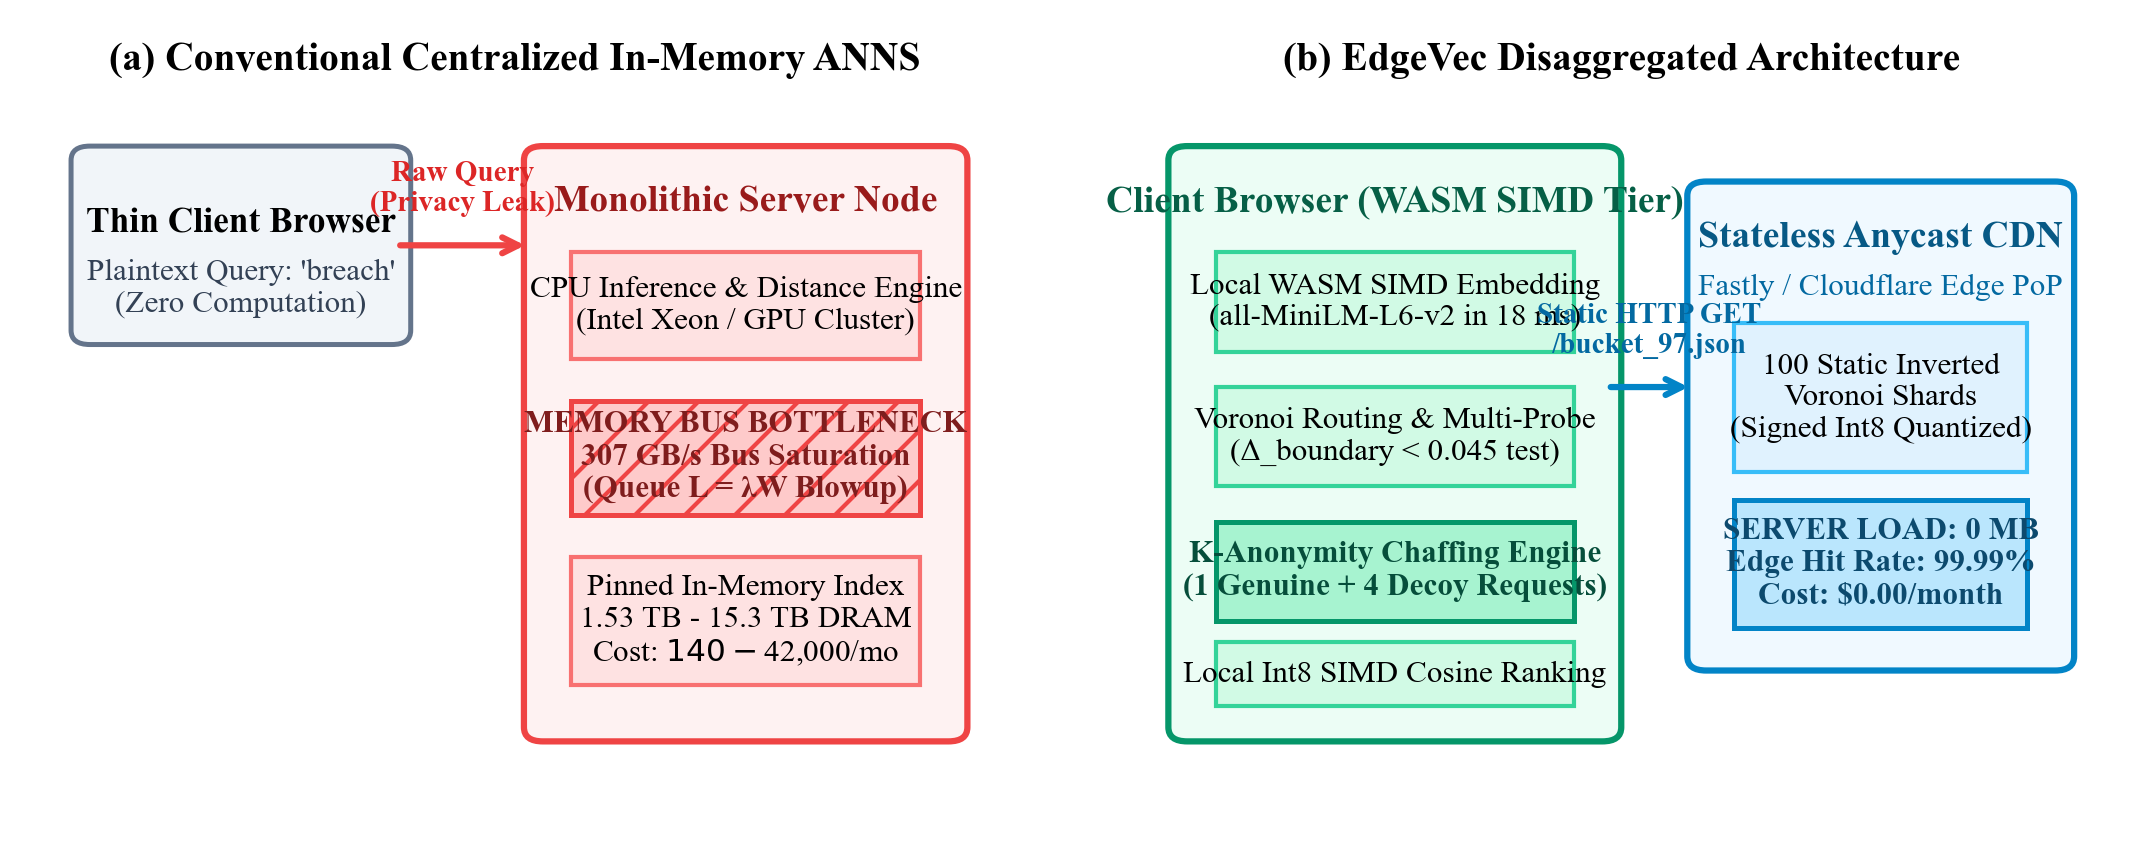 (a) Conventional Centralized In-Memory ANNS
Thin Client Browser
Plaintext Query: 'breach'
(Zero Computation)
Raw Query
(Privacy Leak)
Monolithic Server Node
CPU Inference & Distance Engine
(Intel Xeon / GPU Cluster)
MEMORY BUS BOTTLENECK
307 GB/s Bus Saturation
(Queue L = λW Blowup)
Pinned In-Memory Index
1.53 TB - 15.3 TB DRAM
Cost: 140 − 42,000/mo
(b) EdgeVec Disaggregated Architecture
Client Browser (WASM SIMD Tier)
Local WASM SIMD Embedding
(all-MiniLM-L6-v2 in 18 ms)
Voronoi Routing & Multi-Probe
(Δ_boundary < 0.045 test)
K-Anonymity Chaffing Engine
(1 Genuine + 4 Decoy Requests)
Local Int8 SIMD Cosine Ranking
Static HTTP GET
/bucket_97.json
Stateless Anycast CDN
Fastly / Cloudflare Edge PoP
100 Static Inverted
Voronoi Shards
(Signed Int8 Quantized)
SERVER LOAD: 0 MB
Edge Hit Rate: 99.99%
Cost: $0.00/month